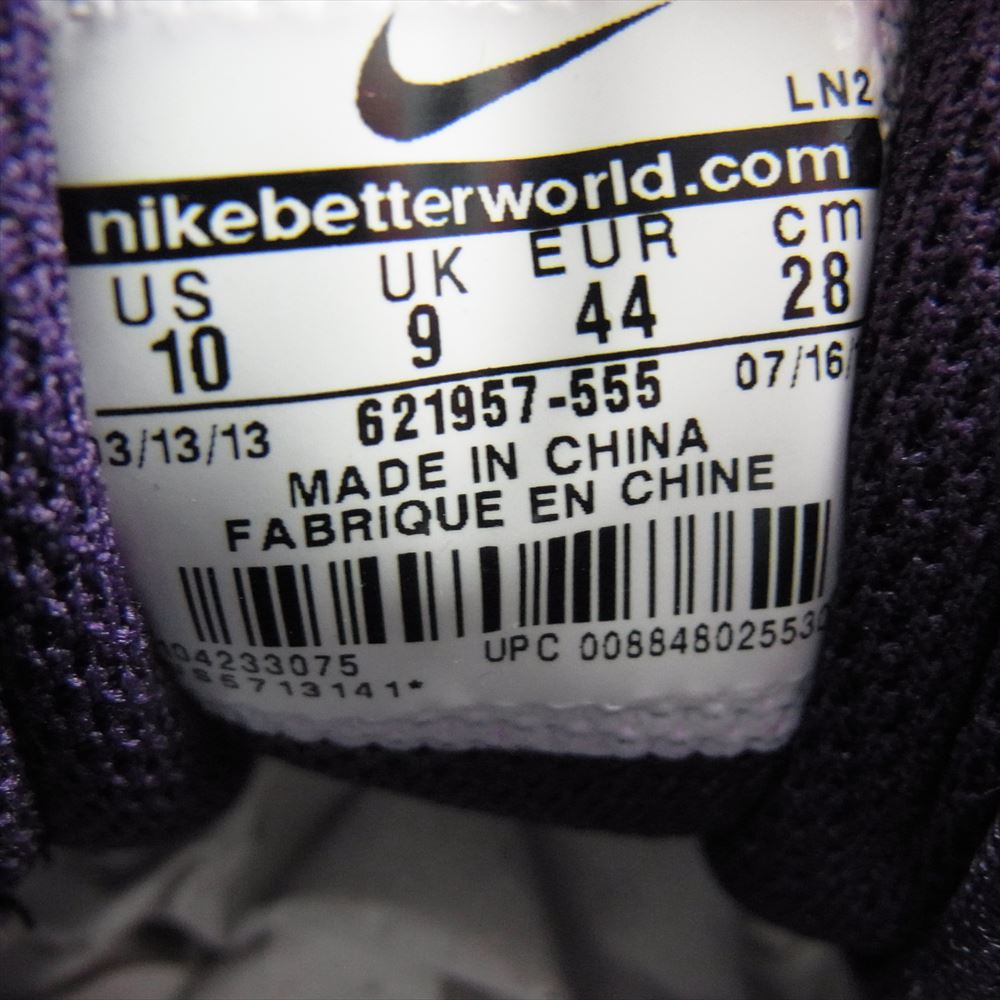 LN2
nikebetterworld.com
US UK EUR cm
10 9 44 28
3/13/13 621957-555 07/16/
MADE IN CHINA
FABRIQUE EN CHINE
04233075 UPC 00884802553
6713141*